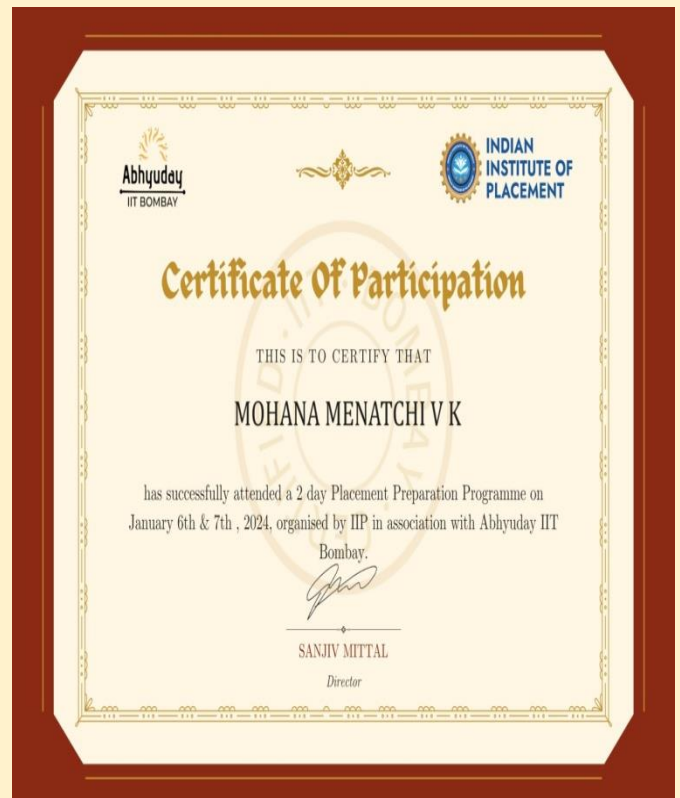 Abhyuday
IIT BOMBAY
INDIAN
INSTITUTE OF
PLACEMENT
Certificate Of Participation
THIS IS TO CERTIFY THAT
MOHANA MENATCHI V K
has successfully attended a 2 day Placement Preparation Programme on
January 6th & 7th , 2024, organised by IIP in association with Abhyuday IIT
Bombay.
SANJIV MITTAL
Director